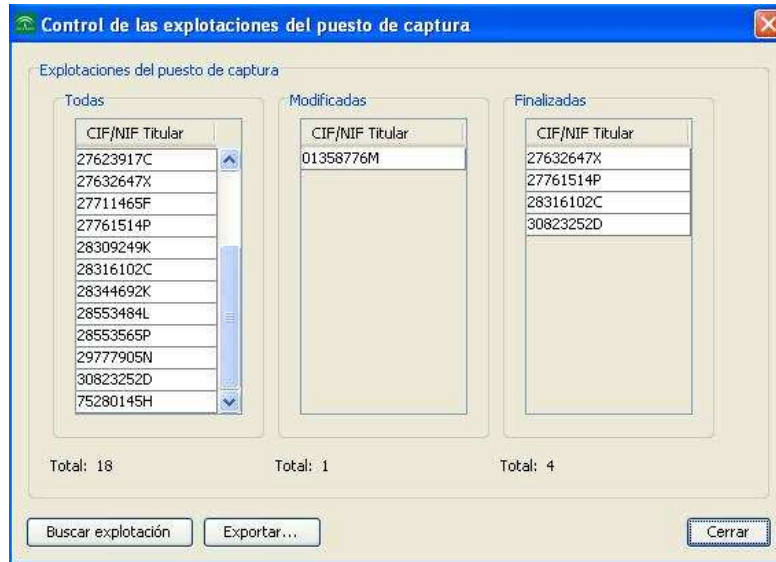 Control de las explotaciones del puesto de captura
Explotaciones del puesto de captura
Todas
CIF/NIF Titular
27623917C
27632647X
27711465F
27761514P
28309249K
28316102C
28344692K
28553484L
28553565P
29777905N
30823252D
75280145H
Total: 18
Modificadas
CIF/NIF Titular
01358776M
Total: 1
Finalizadas
CIF/NIF Titular
27632647X
27761514P
28316102C
30823252D
Total: 4
Buscar explotación
Exportar...
Cerrar